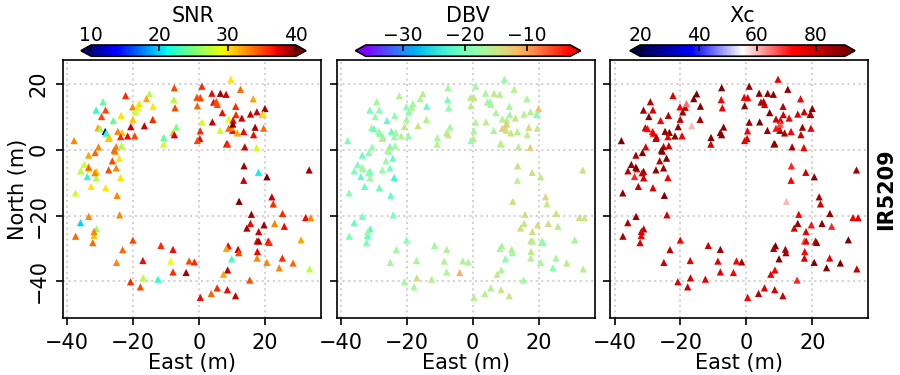 SNR DBV Xc
10 20 30 40 −30 −20 −10 20 40 60 80
20
0
−20
−40
North (m)
−40 −20 0 20 −40 −20 0 20 −40 −20 0 20
East (m) East (m) East (m)
IR5209